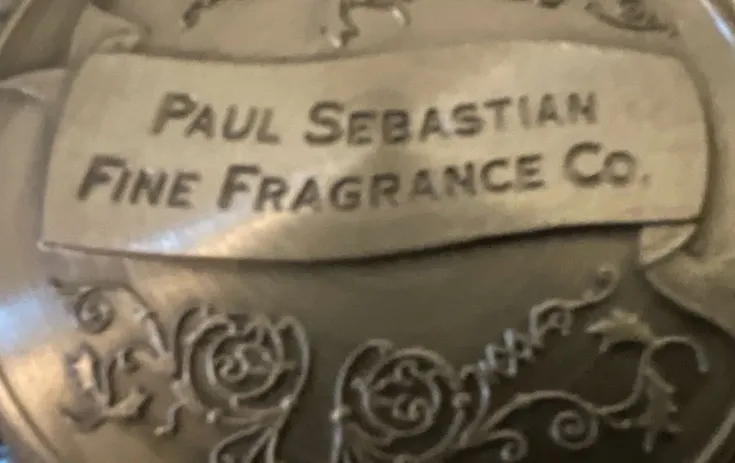 PAUL SEBASTIAN
FINE FRAGRANCE CO.